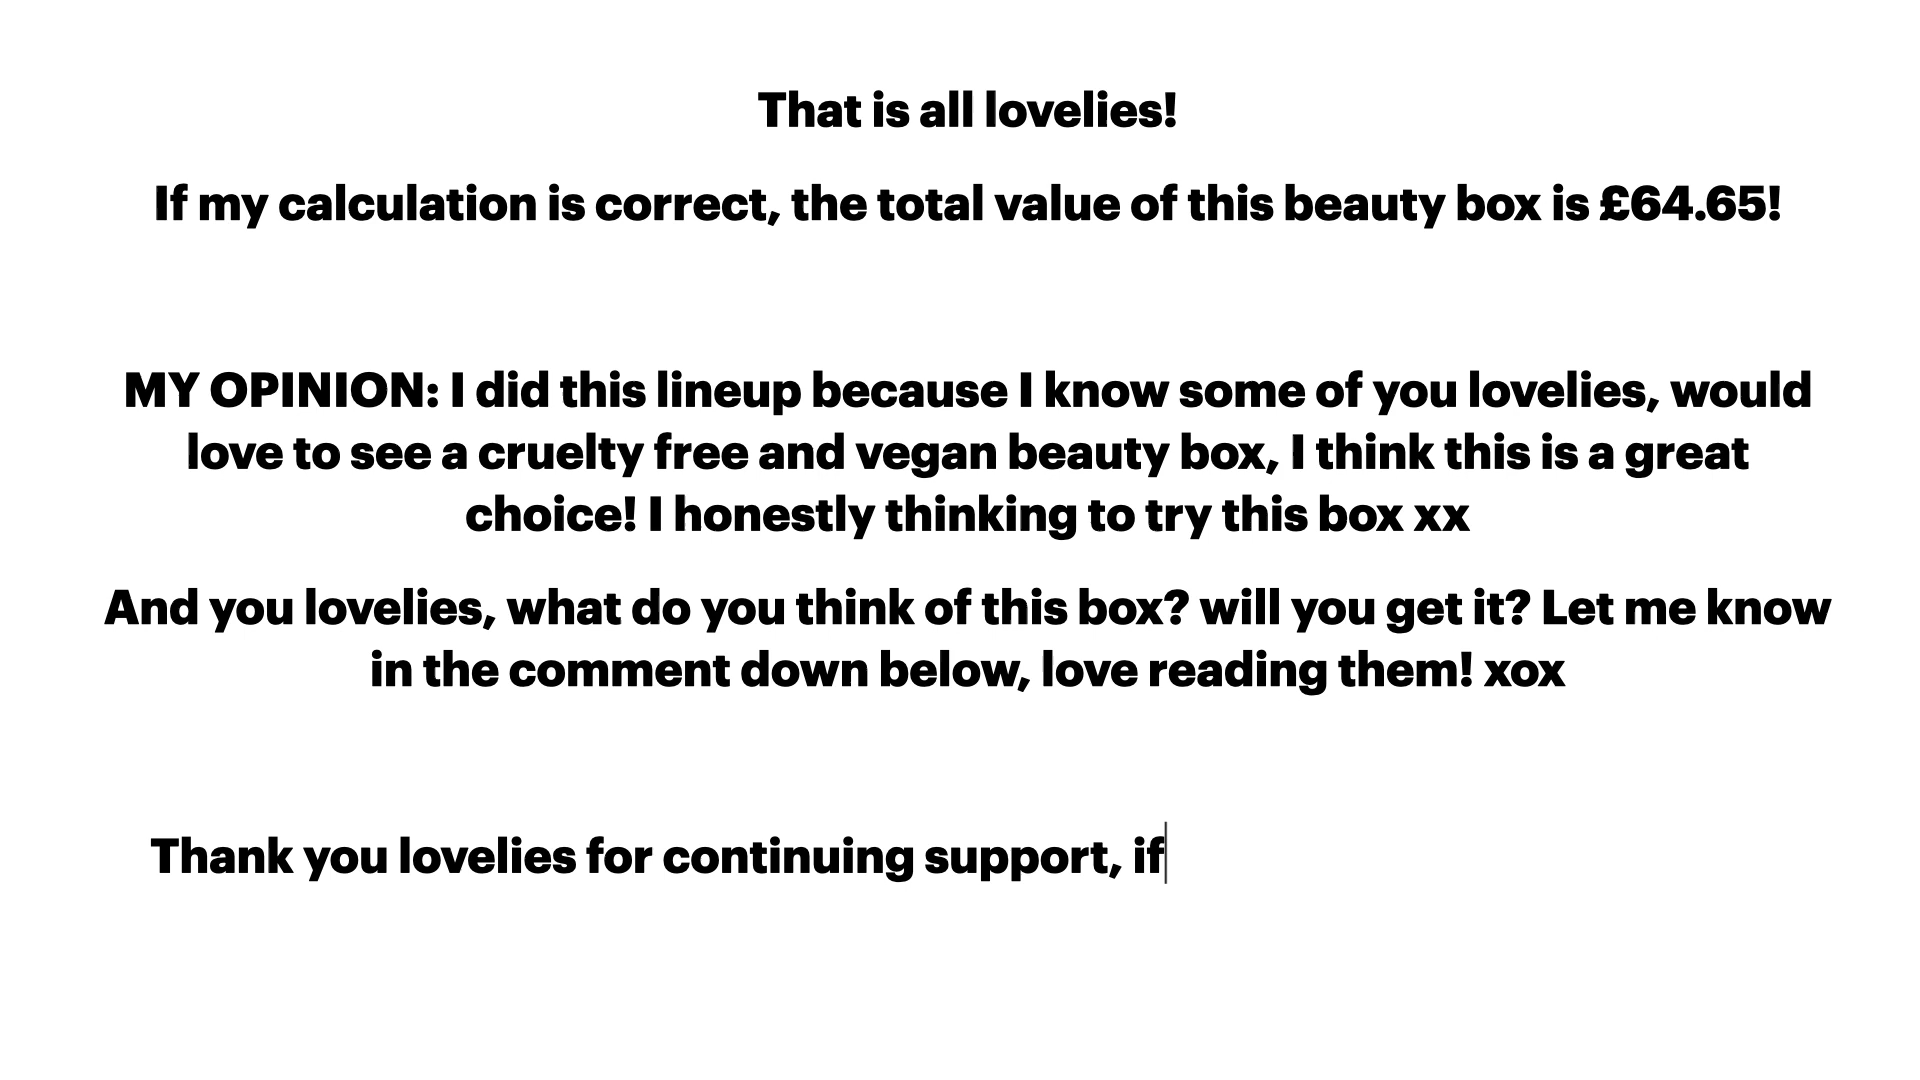 That is all lovelies!
If my calculation is correct, the total value of this beauty box is £64.65!
MY OPINION: I did this lineup because I know some of you lovelies, would
love to see a cruelty free and vegan beauty box, I think this is a great
choice! I honestly thinking to try this box xx
And you lovelies, what do you think of this box? will you get it? Let me know
in the comment down below, love reading them! xox
Thank you lovelies for continuing support, if